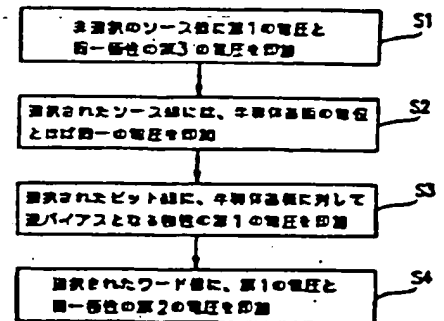 非選択のソース線に第1の電圧と
同一極性の第3の電圧を印加
S1
選択されたソース線には、半導体基板の電位
とほぼ同一の電圧を印加
S2
選択されたビット線に、半導体基板に対して
逆バイアスとなる極性の第1の電圧を印加
S3
選択されたワード線に、第1の電圧と
同一極性の第2の電圧を印加
S4